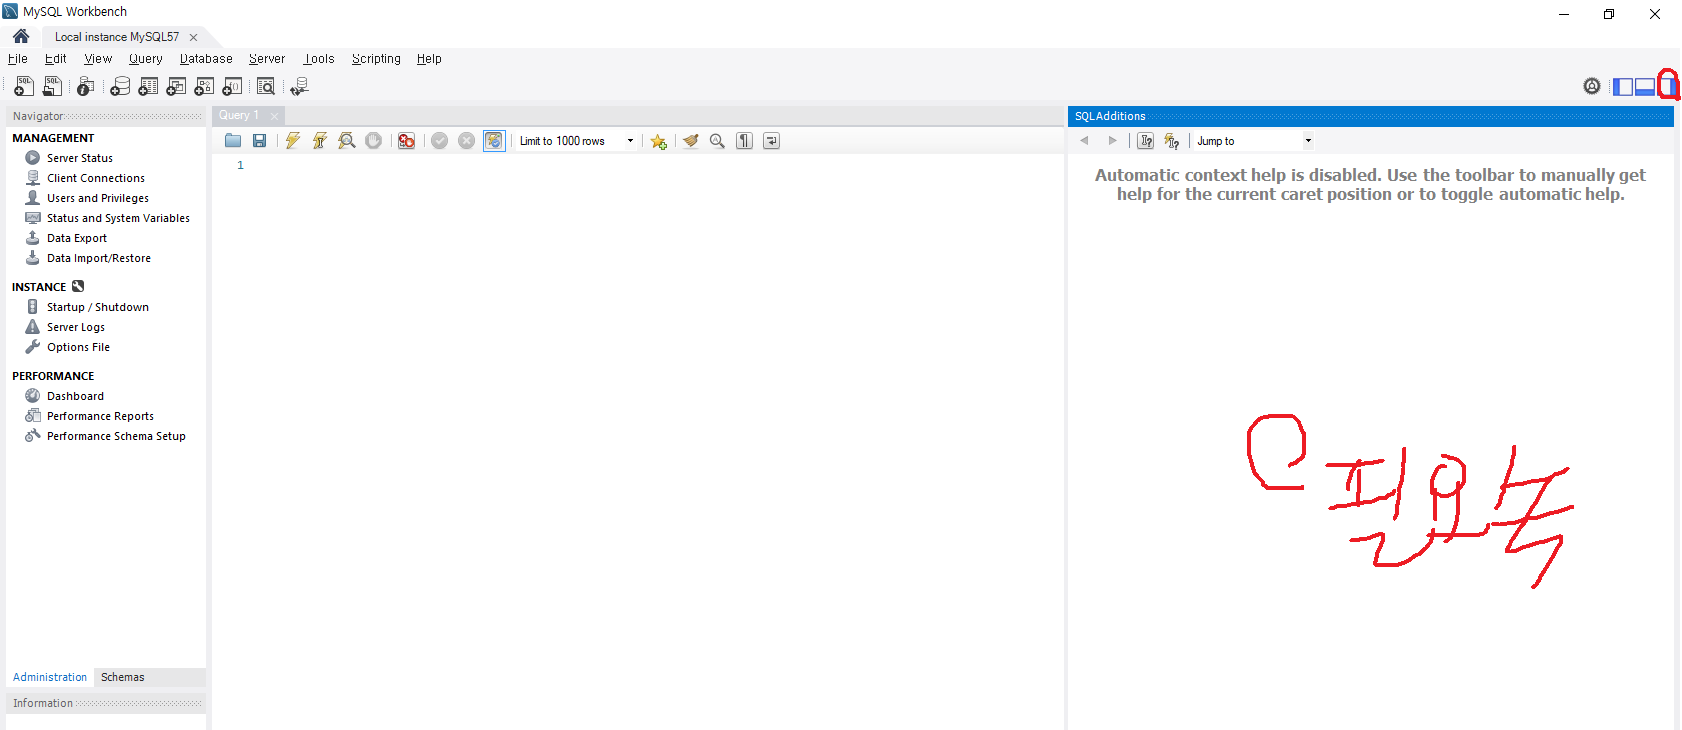 MySQL Workbench
Local instance MySQL57
File Edit View Query Database Server Tools Scripting Help
Navigator
MANAGEMENT
Server Status
Client Connections
Users and Privileges
Status and System Variables
Data Export
Data Import/Restore
INSTANCE
Startup / Shutdown
Server Logs
Options File
PERFORMANCE
Dashboard
Performance Reports
Performance Schema Setup
Administration Schemas
Information
Query 1
Limit to 1000 rows
1
SQLAdditions
Jump to
Automatic context help is disabled. Use the toolbar to manually get
help for the current caret position or to toggle automatic help.
필요